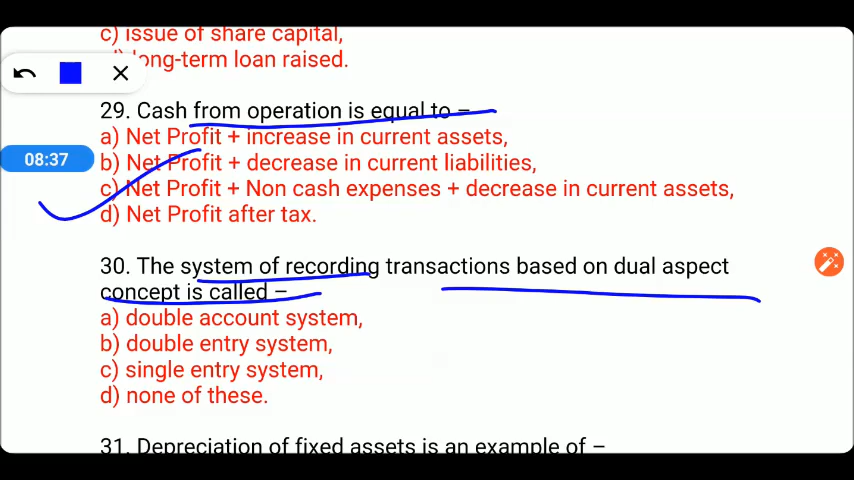 c) issue of share capital,
d) long-term loan raised.
29. Cash from operation is equal to –
a) Net Profit + increase in current assets,
08:37
b) Net Profit + decrease in current liabilities,
c) Net Profit + Non cash expenses + decrease in current assets,
d) Net Profit after tax.
30. The system of recording transactions based on dual aspect
concept is called –
a) double account system,
b) double entry system,
c) single entry system,
d) none of these.
31. Depreciation of fixed assets is an example of –